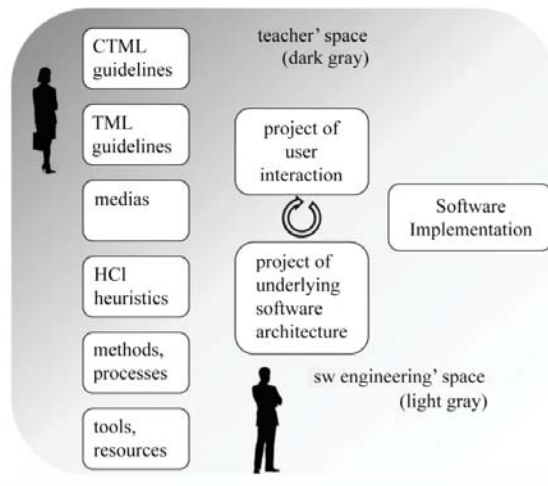 CTML
guidelines
TML
guidelines
medias
HCI
heuristics
methods,
processes
tools,
resources
teacher' space
(dark gray)
project of
user
interaction
project of
underlying
software
architecture
Software
Implementation
sw engineering' space
(light gray)